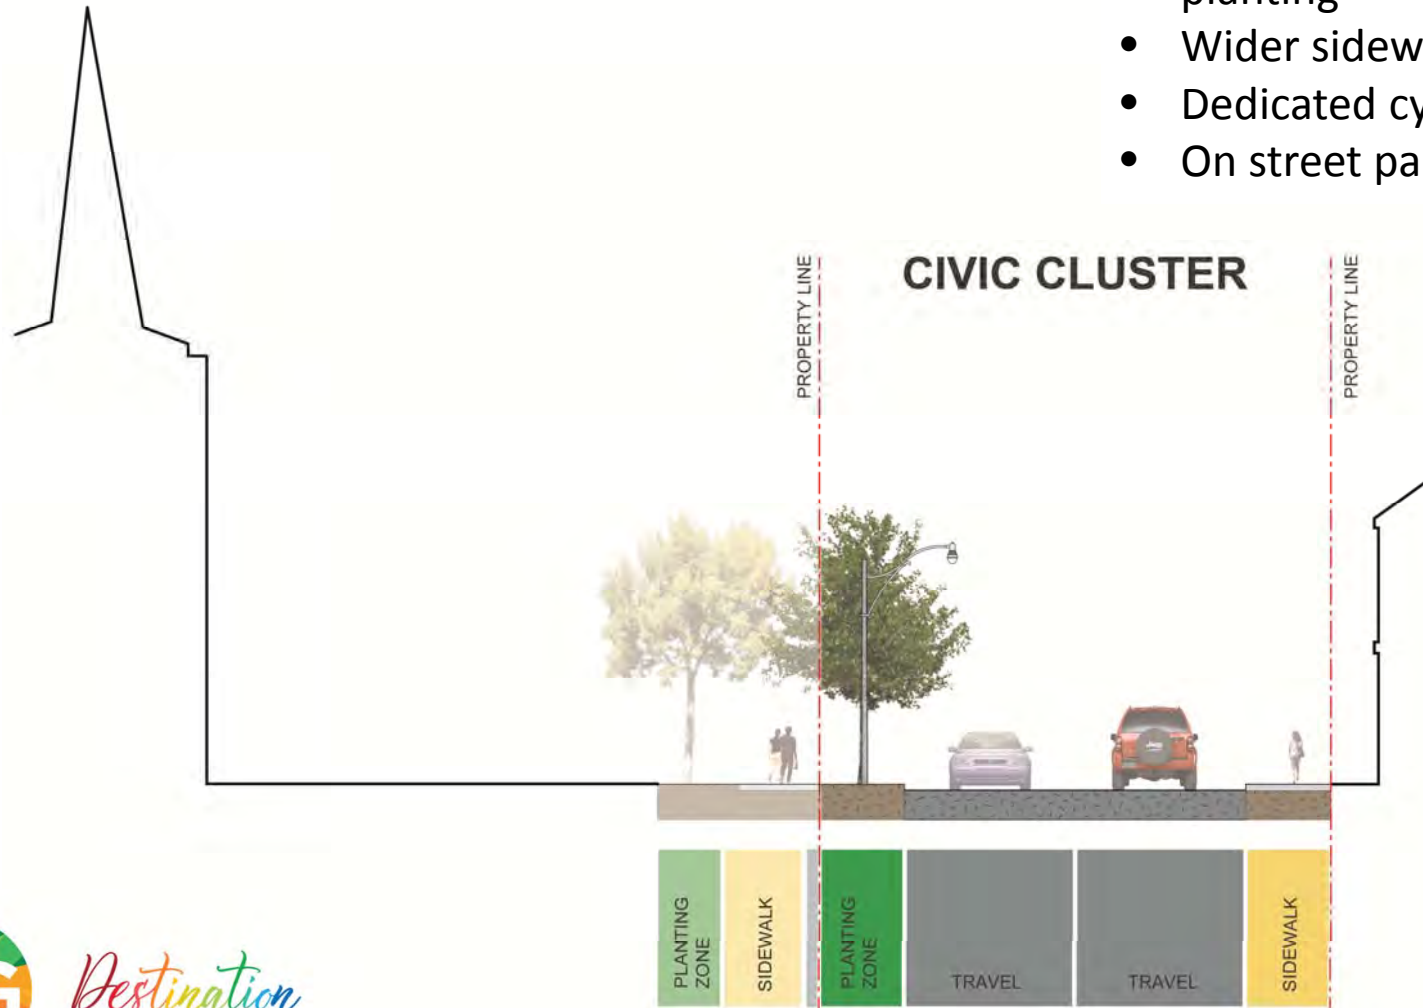 planting
• Wider sidew
• Dedicated cy
• On street pa
CIVIC CLUSTER
PROPERTY LINE
PROPERTY LINE
PLANTING
ZONE
SIDEWALK
PLANTING
ZONE
TRAVEL
TRAVEL
SIDEWALK
Destination